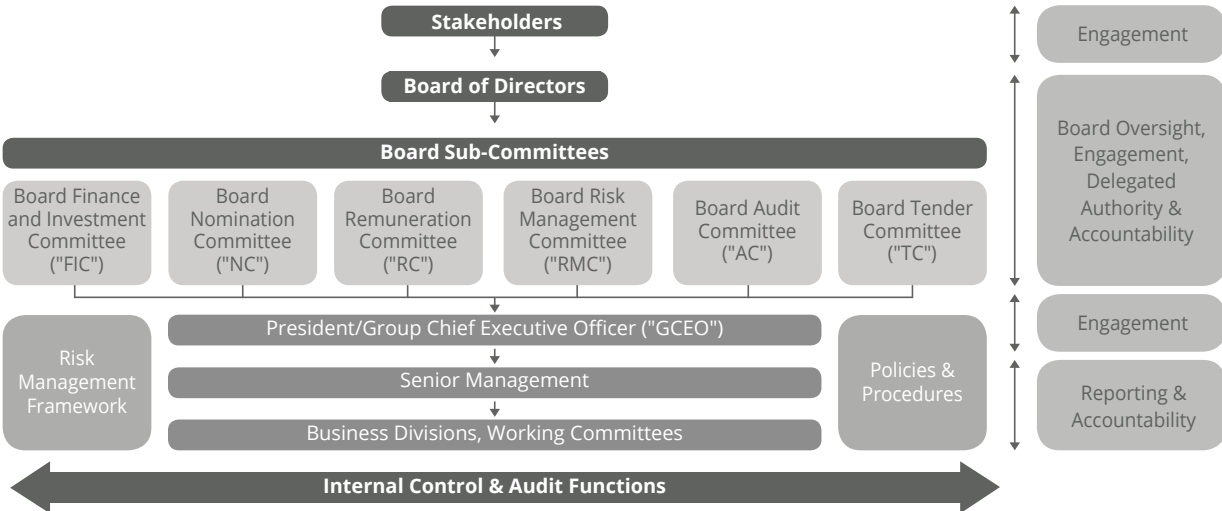 Stakeholders
Engagement
Board of Directors
Board Oversight,
Engagement,
Delegated
Authority &
Accountability
Board Sub-Committees
Board Finance
and Investment
Committee
("FIC")
Board
Nomination
Committee
("NC")
Board
Remuneration
Committee
("RC")
Board Risk
Management
Committee
("RMC")
Board Audit
Committee
("AC")
Board Tender
Committee
("TC")
Risk
Management
Framework
President/Group Chief Executive Officer ("GCEO")
Senior Management
Business Divisions, Working Committees
Policies &
Procedures
Engagement
Reporting &
Accountability
Internal Control & Audit Functions